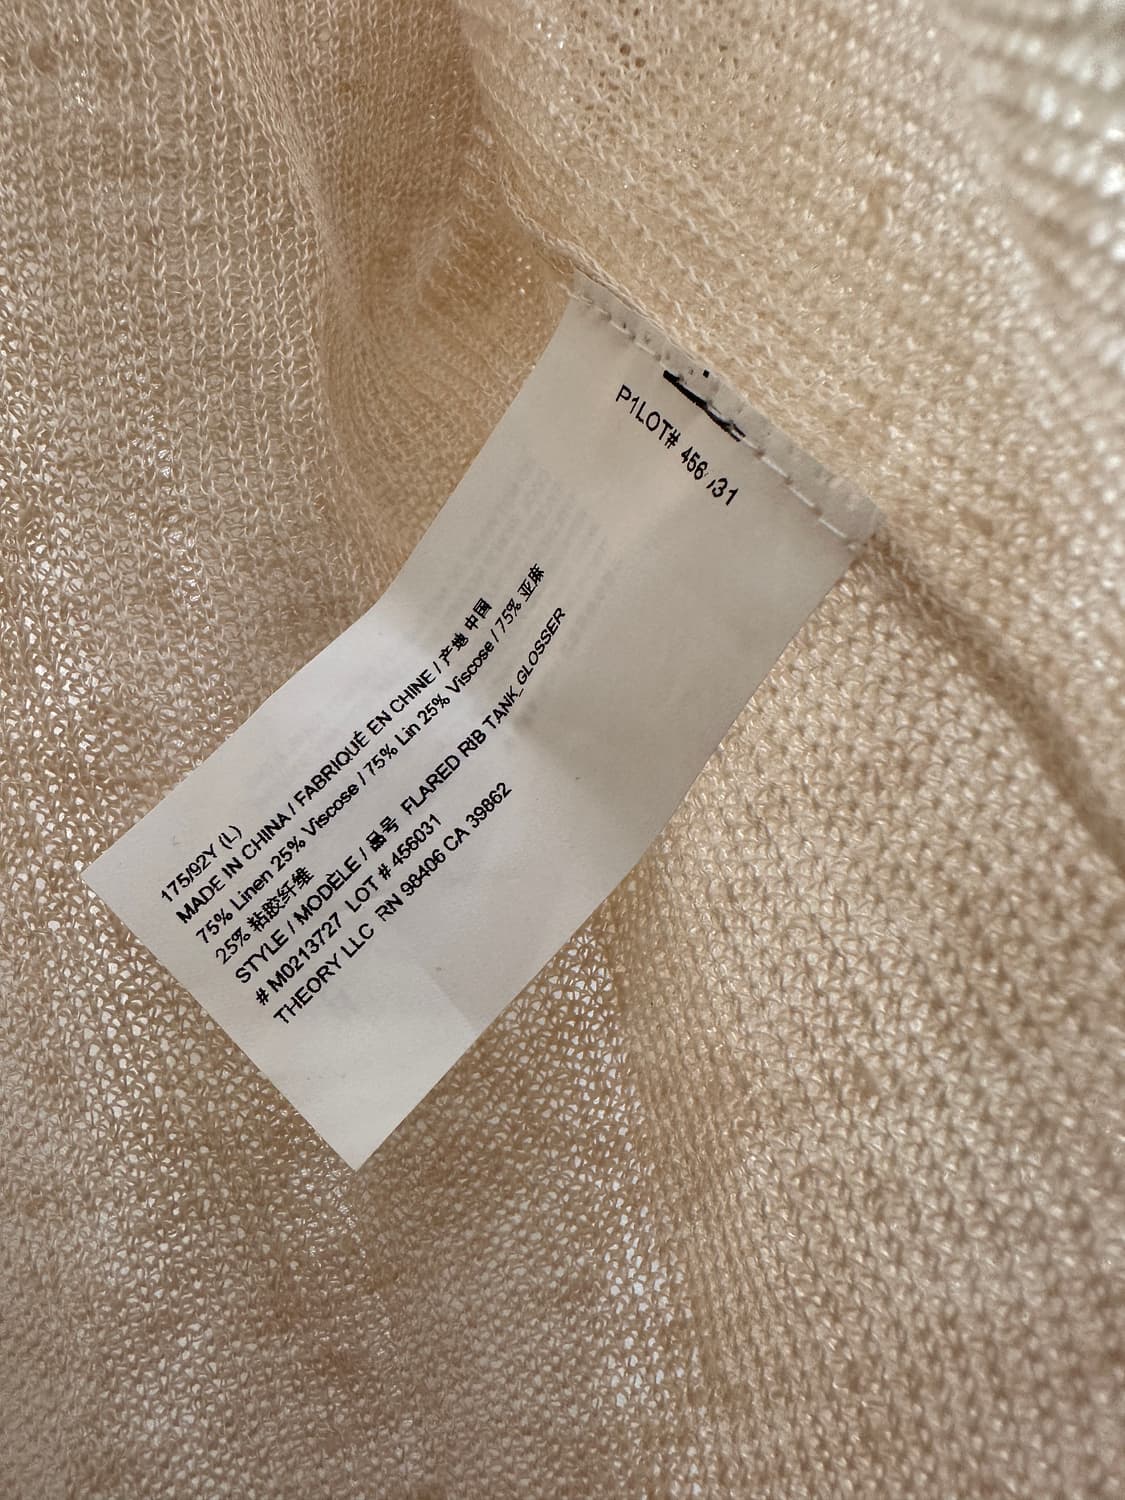 P1LOT# 456031
175/92Y (L)
MADE IN CHINA / FABRIQUÉ EN CHINE / 产地 中国
75% Linen 25% Viscose / 75% Lin 25% Viscose / 75% 亚麻
25% 粘胶纤维
STYLE / MODÈLE / 品号 FLARED RIB TANK_GLOSSER
# M0213727 LOT # 456031
THEORY LLC RN 98406 CA 39862